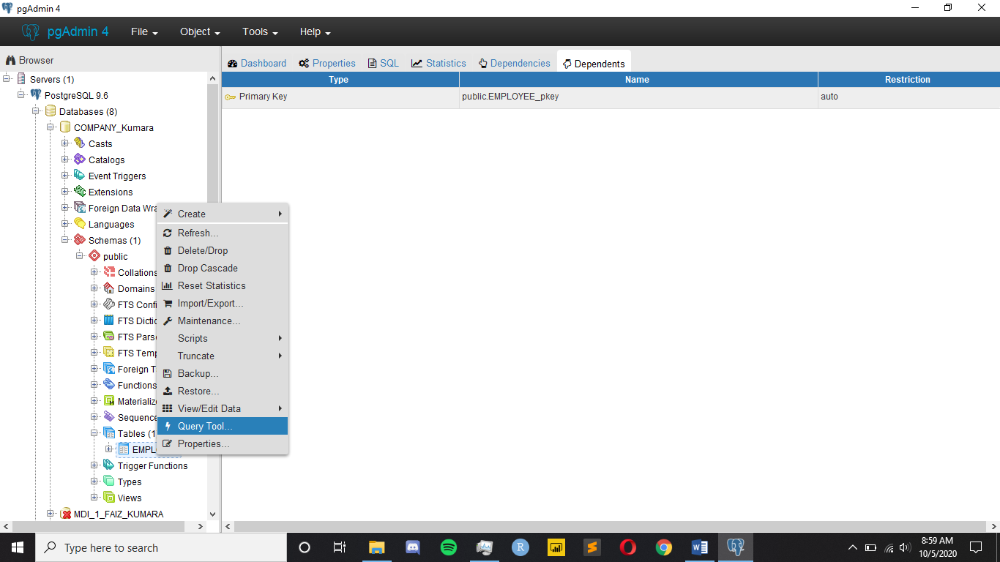 pgAdmin 4
pgAdmin 4 File Object Tools Help
Browser
Dashboard Properties SQL Statistics Dependencies Dependents
Type Name Restriction
Primary Key public.EMPLOYEE_pkey auto
Servers (1)
PostgreSQL 9.6
Databases (8)
COMPANY_Kumara
Casts
Catalogs
Event Triggers
Extensions
Foreign Data Wra
Languages
Schemas (1)
public
Collations
Domains
FTS Confi
FTS Dictio
FTS Parse
FTS Temp
Foreign T
Functions
Materialize
Sequence
Tables (1
EMPL
Trigger Functions
Types
Views
MDI_1_FAIZ_KUMARA
Create
Refresh...
Delete/Drop
Drop Cascade
Reset Statistics
Import/Export...
Maintenance...
Scripts
Truncate
Backup...
Restore...
View/Edit Data
Query Tool...
Properties...
Type here to search
8:59 AM
10/5/2020